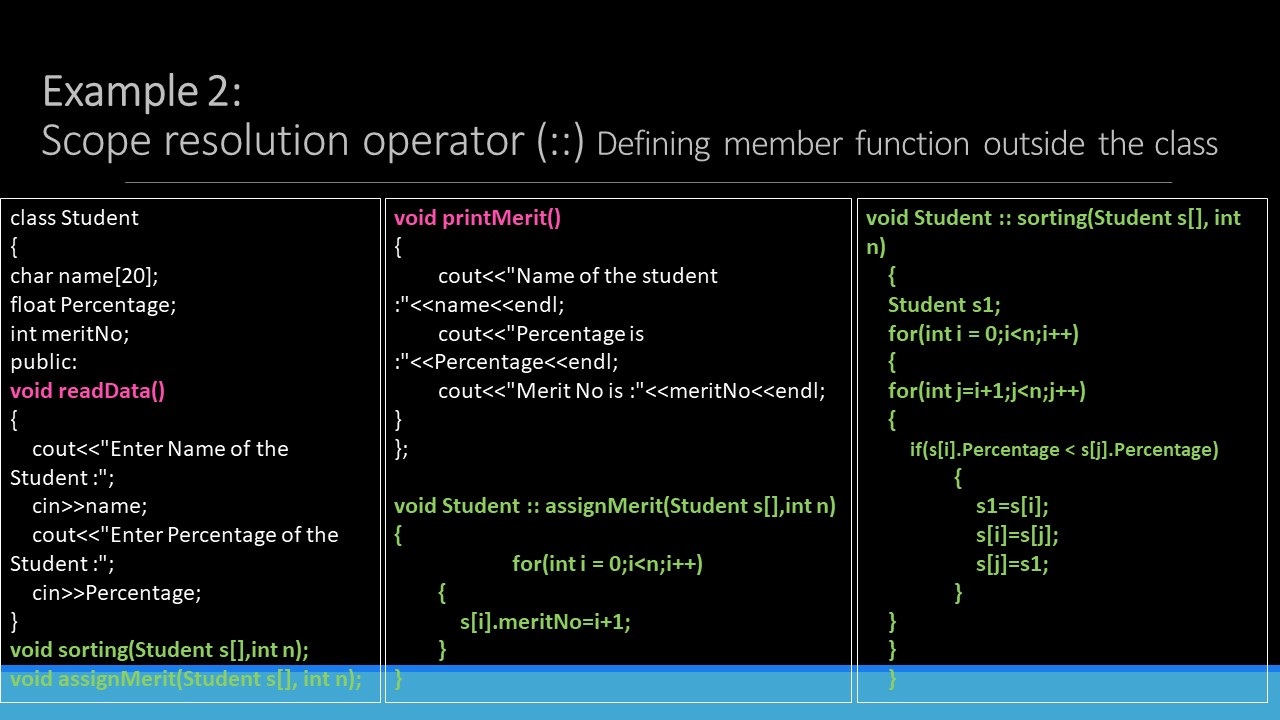 Example 2:
Scope resolution operator (::) Defining member function outside the class
class Student
{
char name[20];
float Percentage;
int meritNo;
public:
void readData()
{
cout<<"Enter Name of the
Student :";
cin>>name;
cout<<"Enter Percentage of the
Student :";
cin>>Percentage;
}
void sorting(Student s[],int n);
void assignMerit(Student s[], int n);
void printMerit()
{
cout<<"Name of the student
:"<<name<<endl;
cout<<"Percentage is
:"<<Percentage<<endl;
cout<<"Merit No is :"<<meritNo<<endl;
}
};
void Student :: assignMerit(Student s[],int n)
{
for(int i = 0;i<n;i++)
{
s[i].meritNo=i+1;
}
}
void Student :: sorting(Student s[], int
n)
{
Student s1;
for(int i = 0;i<n;i++)
{
for(int j=i+1;j<n;j++)
{
if(s[i].Percentage < s[j].Percentage)
{
s1=s[i];
s[i]=s[j];
s[j]=s1;
}
}
}
}